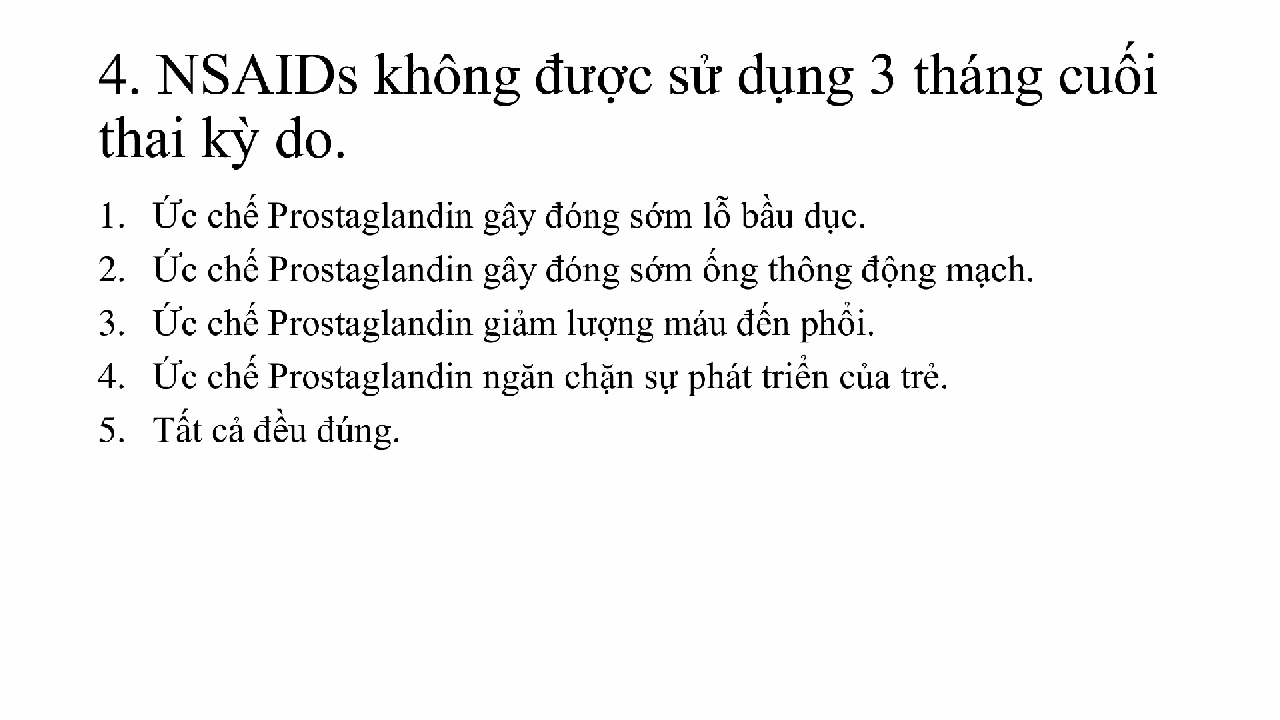 4. NSAIDs không được sử dụng 3 tháng cuối
thai kỳ do.
1. Ức chế Prostaglandin gây đóng sớm lỗ bầu dục.
2. Ức chế Prostaglandin gây đóng sớm ống thông động mạch.
3. Ức chế Prostaglandin giảm lượng máu đến phổi.
4. Ức chế Prostaglandin ngăn chặn sự phát triển của trẻ.
5. Tất cả đều đúng.